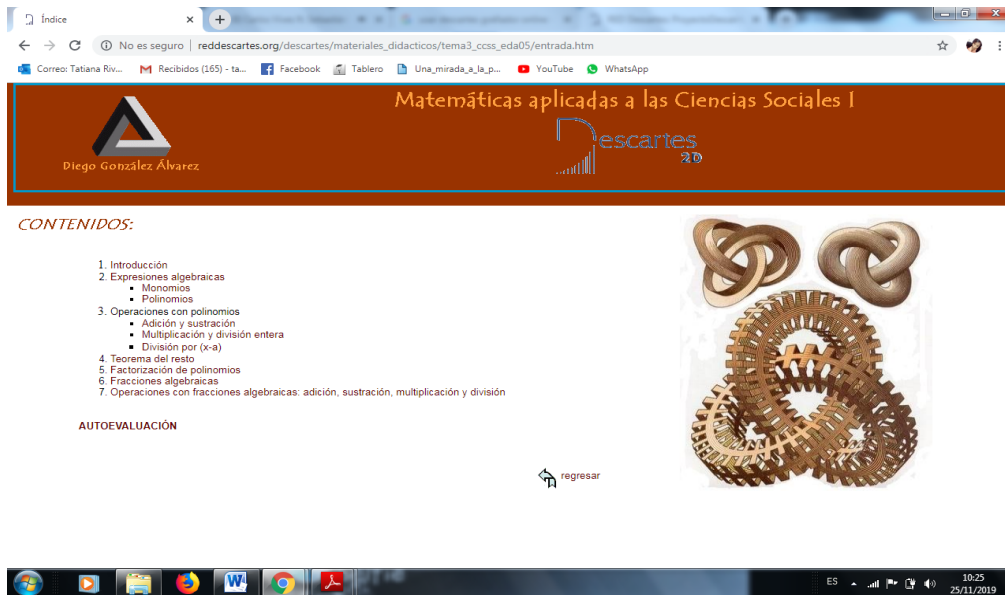 Índice
No es seguro | reddescartes.org/descartes/materiales_didacticos/tema3_ccss_eda05/entrada.htm
Correo: Tatiana Riv... Recibidos (165) - ta... Facebook Tablero Una_mirada_a_la_p... YouTube WhatsApp
Matemáticas aplicadas a las Ciencias Sociales I
Descartes
2D
Diego González Álvarez
CONTENIDOS:
1. Introducción
2. Expresiones algebraicas
Monomios
Polinomios
3. Operaciones con polinomios
Adición y sustración
Multiplicación y división entera
División por (x-a)
4. Teorema del resto
5. Factorización de polinomios
6. Fracciones algebraicas
7. Operaciones con fracciones algebraicas: adición, sustración, multiplicación y división
AUTOEVALUACIÓN
regresar
ES
10:25
25/11/2019